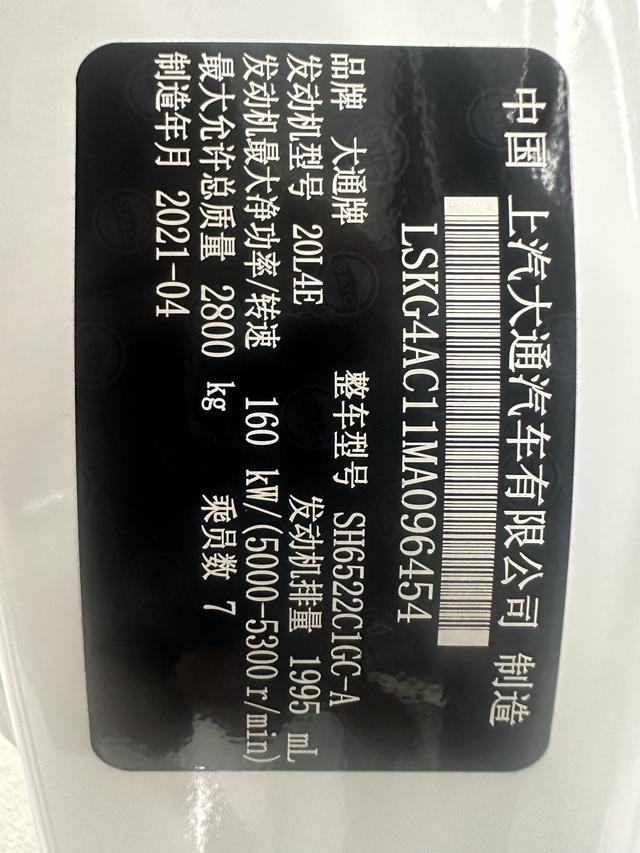 中国 上汽大通汽车有限公司 制造
LSKG4AC11MA096454
品牌 大通牌 整车型号 SH6522C1GC-A
发动机型号 20L4E 发动机排量 1995 mL
发动机最大净功率/转速 160 kW/(5000-5300r/min)
最大允许总质量 2800 kg 乘员数 7
制造年月 2021-04